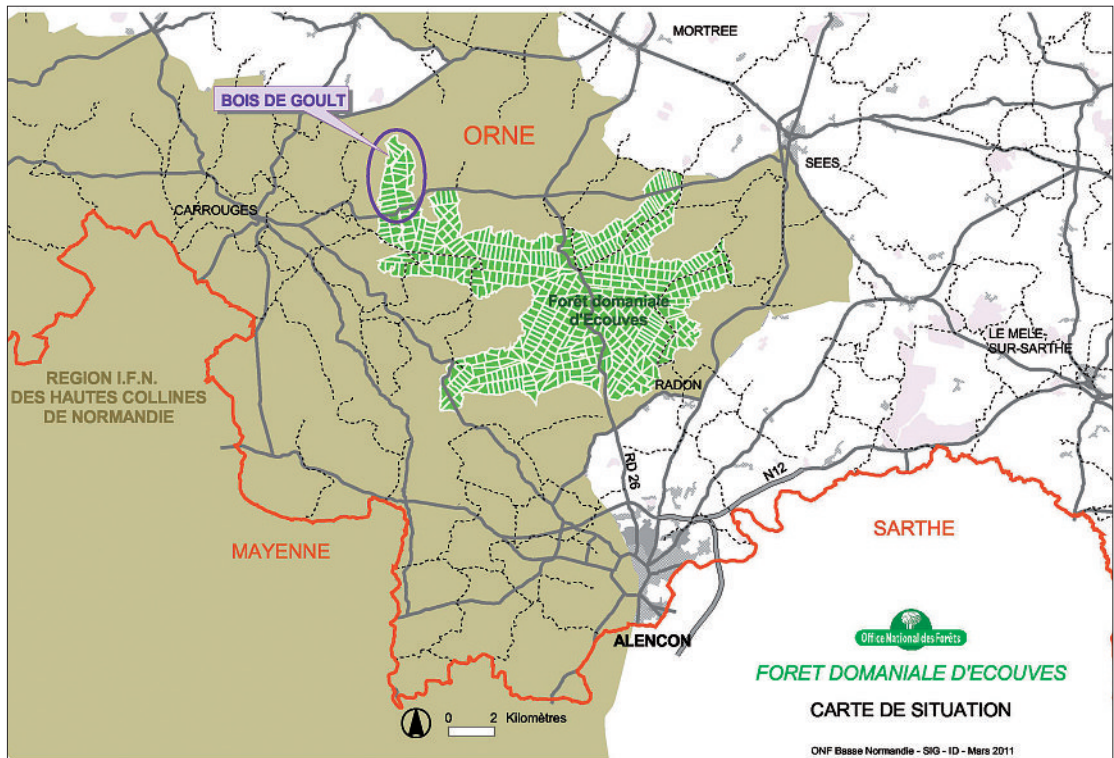 MORTREE
BOIS DE GOULT
ORNE
SEES
CARROUGES
Forêt domaniale
d'Ecouves
LE MELE-
SUR-SARTHE
REGION I.F.N.
DES HAUTES COLLINES
DE NORMANDIE
RADON
RD 26
N12
MAYENNE
SARTHE
ALENCON
Office National des Forêts
FORET DOMANIALE D'ECOUVES
CARTE DE SITUATION
0 2 Kilomètres
ONF Basse Normandie - SIG - ID - Mars 2011